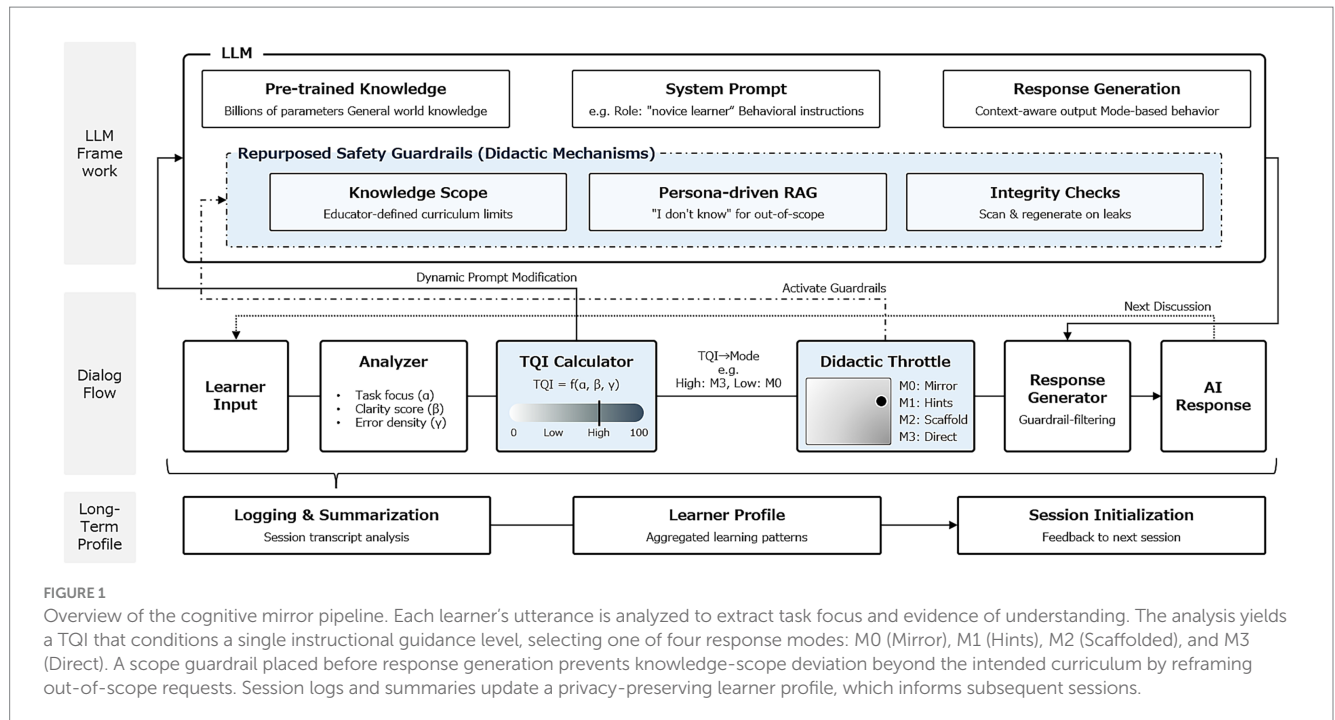 LLM
Frame
work
LLM
Pre-trained Knowledge
Billions of parameters General world knowledge
System Prompt
e.g. Role: "novice learner" Behavioral instructions
Response Generation
Context-aware output Mode-based behavior
Repurposed Safety Guardrails (Didactic Mechanisms)
Knowledge Scope
Educator-defined curriculum limits
Persona-driven RAG
"I don't know" for out-of-scope
Integrity Checks
Scan & regenerate on leaks
Dynamic Prompt Modification
Activate Guardrails
Next Discussion
Dialog
Flow
Learner
Input
Analyzer
• Task focus (α)
• Clarity score (β)
• Error density (γ)
TQI Calculator
TQI = f(α, β, γ)
0 Low High 100
TQI→Mode
e.g.
High: M3, Low: M0
Didactic Throttle
M0: Mirror
M1: Hints
M2: Scaffold
M3: Direct
Response
Generator
Guardrail-filtering
AI
Response
Long-
Term
Profile
Logging & Summarization
Session transcript analysis
Learner Profile
Aggregated learning patterns
Session Initialization
Feedback to next session
FIGURE 1
Overview of the cognitive mirror pipeline. Each learner's utterance is analyzed to extract task focus and evidence of understanding. The analysis yields
a TQI that conditions a single instructional guidance level, selecting one of four response modes: M0 (Mirror), M1 (Hints), M2 (Scaffolded), and M3
(Direct). A scope guardrail placed before response generation prevents knowledge-scope deviation beyond the intended curriculum by reframing
out-of-scope requests. Session logs and summaries update a privacy-preserving learner profile, which informs subsequent sessions.